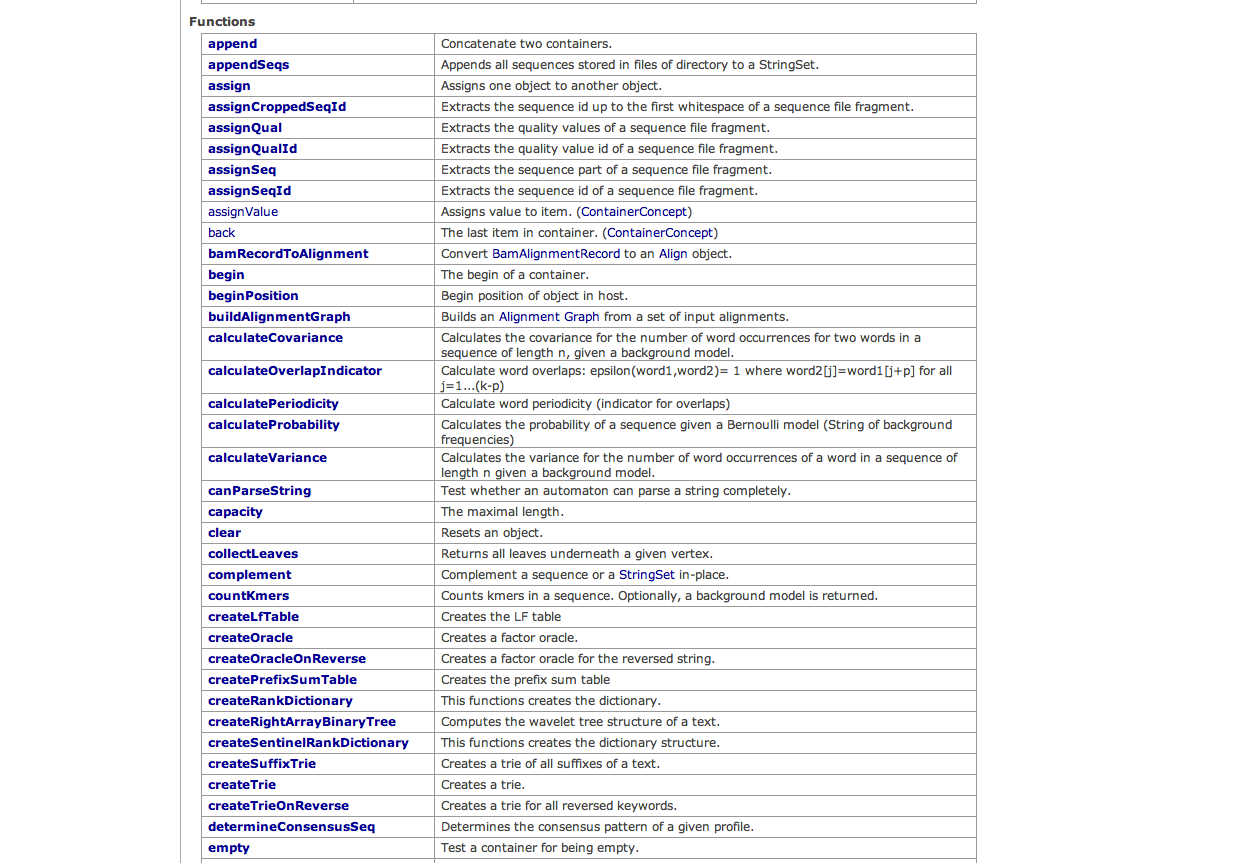 Functions
append Concatenate two containers.
appendSeqs Appends all sequences stored in files of directory to a StringSet.
assign Assigns one object to another object.
assignCroppedSeqId Extracts the sequence id up to the first whitespace of a sequence file fragment.
assignQual Extracts the quality values of a sequence file fragment.
assignQualId Extracts the quality value id of a sequence file fragment.
assignSeq Extracts the sequence part of a sequence file fragment.
assignSeqId Extracts the sequence id of a sequence file fragment.
assignValue Assigns value to item. (ContainerConcept)
back The last item in container. (ContainerConcept)
bamRecordToAlignment Convert BamAlignmentRecord to an Align object.
begin The begin of a container.
beginPosition Begin position of object in host.
buildAlignmentGraph Builds an Alignment Graph from a set of input alignments.
calculateCovariance Calculates the covariance for the number of word occurrences for two words in a
sequence of length n, given a background model.
calculateOverlapIndicator Calculate word overlaps: epsilon(word1,word2)= 1 where word2[j]=word1[j+p] for all
j=1...(k-p)
calculatePeriodicity Calculate word periodicity (indicator for overlaps)
calculateProbability Calculates the probability of a sequence given a Bernoulli model (String of background
frequencies)
calculateVariance Calculates the variance for the number of word occurrences of a word in a sequence of
length n given a background model.
canParseString Test whether an automaton can parse a string completely.
capacity The maximal length.
clear Resets an object.
collectLeaves Returns all leaves underneath a given vertex.
complement Complement a sequence or a StringSet in-place.
countKmers Counts kmers in a sequence. Optionally, a background model is returned.
createLfTable Creates the LF table
createOracle Creates a factor oracle.
createOracleOnReverse Creates a factor oracle for the reversed string.
createPrefixSumTable Creates the prefix sum table
createRankDictionary This functions creates the dictionary.
createRightArrayBinaryTree Computes the wavelet tree structure of a text.
createSentinelRankDictionary This functions creates the dictionary structure.
createSuffixTrie Creates a trie of all suffixes of a text.
createTrie Creates a trie.
createTrieOnReverse Creates a trie for all reversed keywords.
determineConsensusSeq Determines the consensus pattern of a given profile.
empty Test a container for being empty.